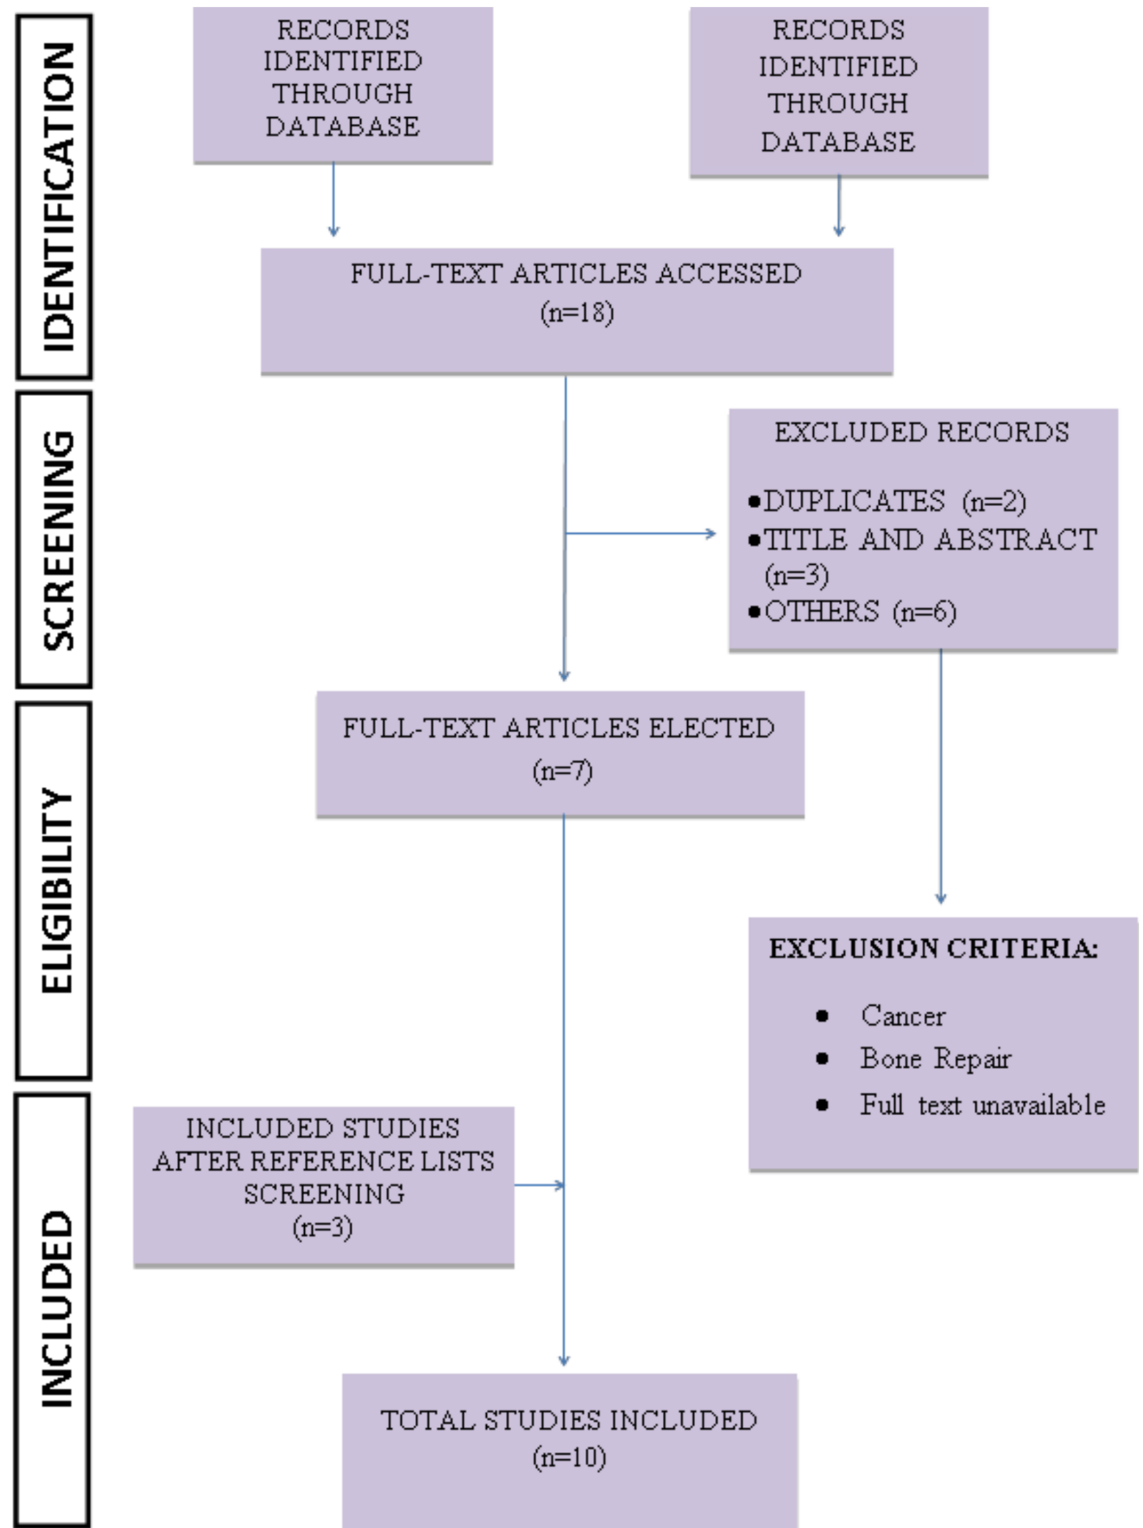 IDENTIFICATION
RECORDS
IDENTIFIED
THROUGH
DATABASE
RECORDS
IDENTIFIED
THROUGH
DATABASE
FULL-TEXT ARTICLES ACCESSED
(n=18)
SCREENING
EXCLUDED RECORDS
●DUPLICATES (n=2)
●TITLE AND ABSTRACT
(n=3)
●OTHERS (n=6)
ELIGIBILITY
FULL-TEXT ARTICLES ELECTED
(n=7)
EXCLUSION CRITERIA:
● Cancer
● Bone Repair
● Full text unavailable
INCLUDED
INCLUDED STUDIES
AFTER REFERENCE LISTS
SCREENING
(n=3)
TOTAL STUDIES INCLUDED
(n=10)